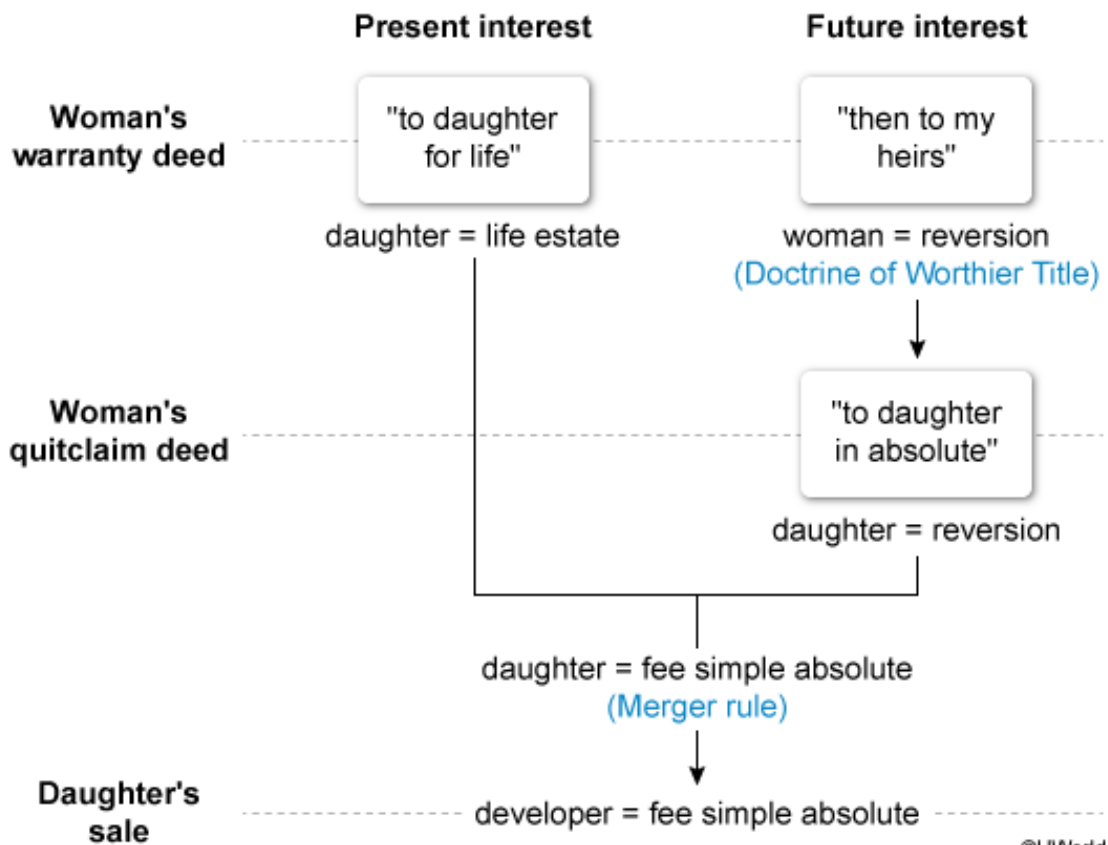 Present interest
Future interest
Woman's
warranty deed
"to daughter
for life"
"then to my
heirs"
daughter = life estate
woman = reversion
(Doctrine of Worthier Title)
Woman's
quitclaim deed
"to daughter
in absolute"
daughter = reversion
daughter = fee simple absolute
(Merger rule)
Daughter's
sale
developer = fee simple absolute